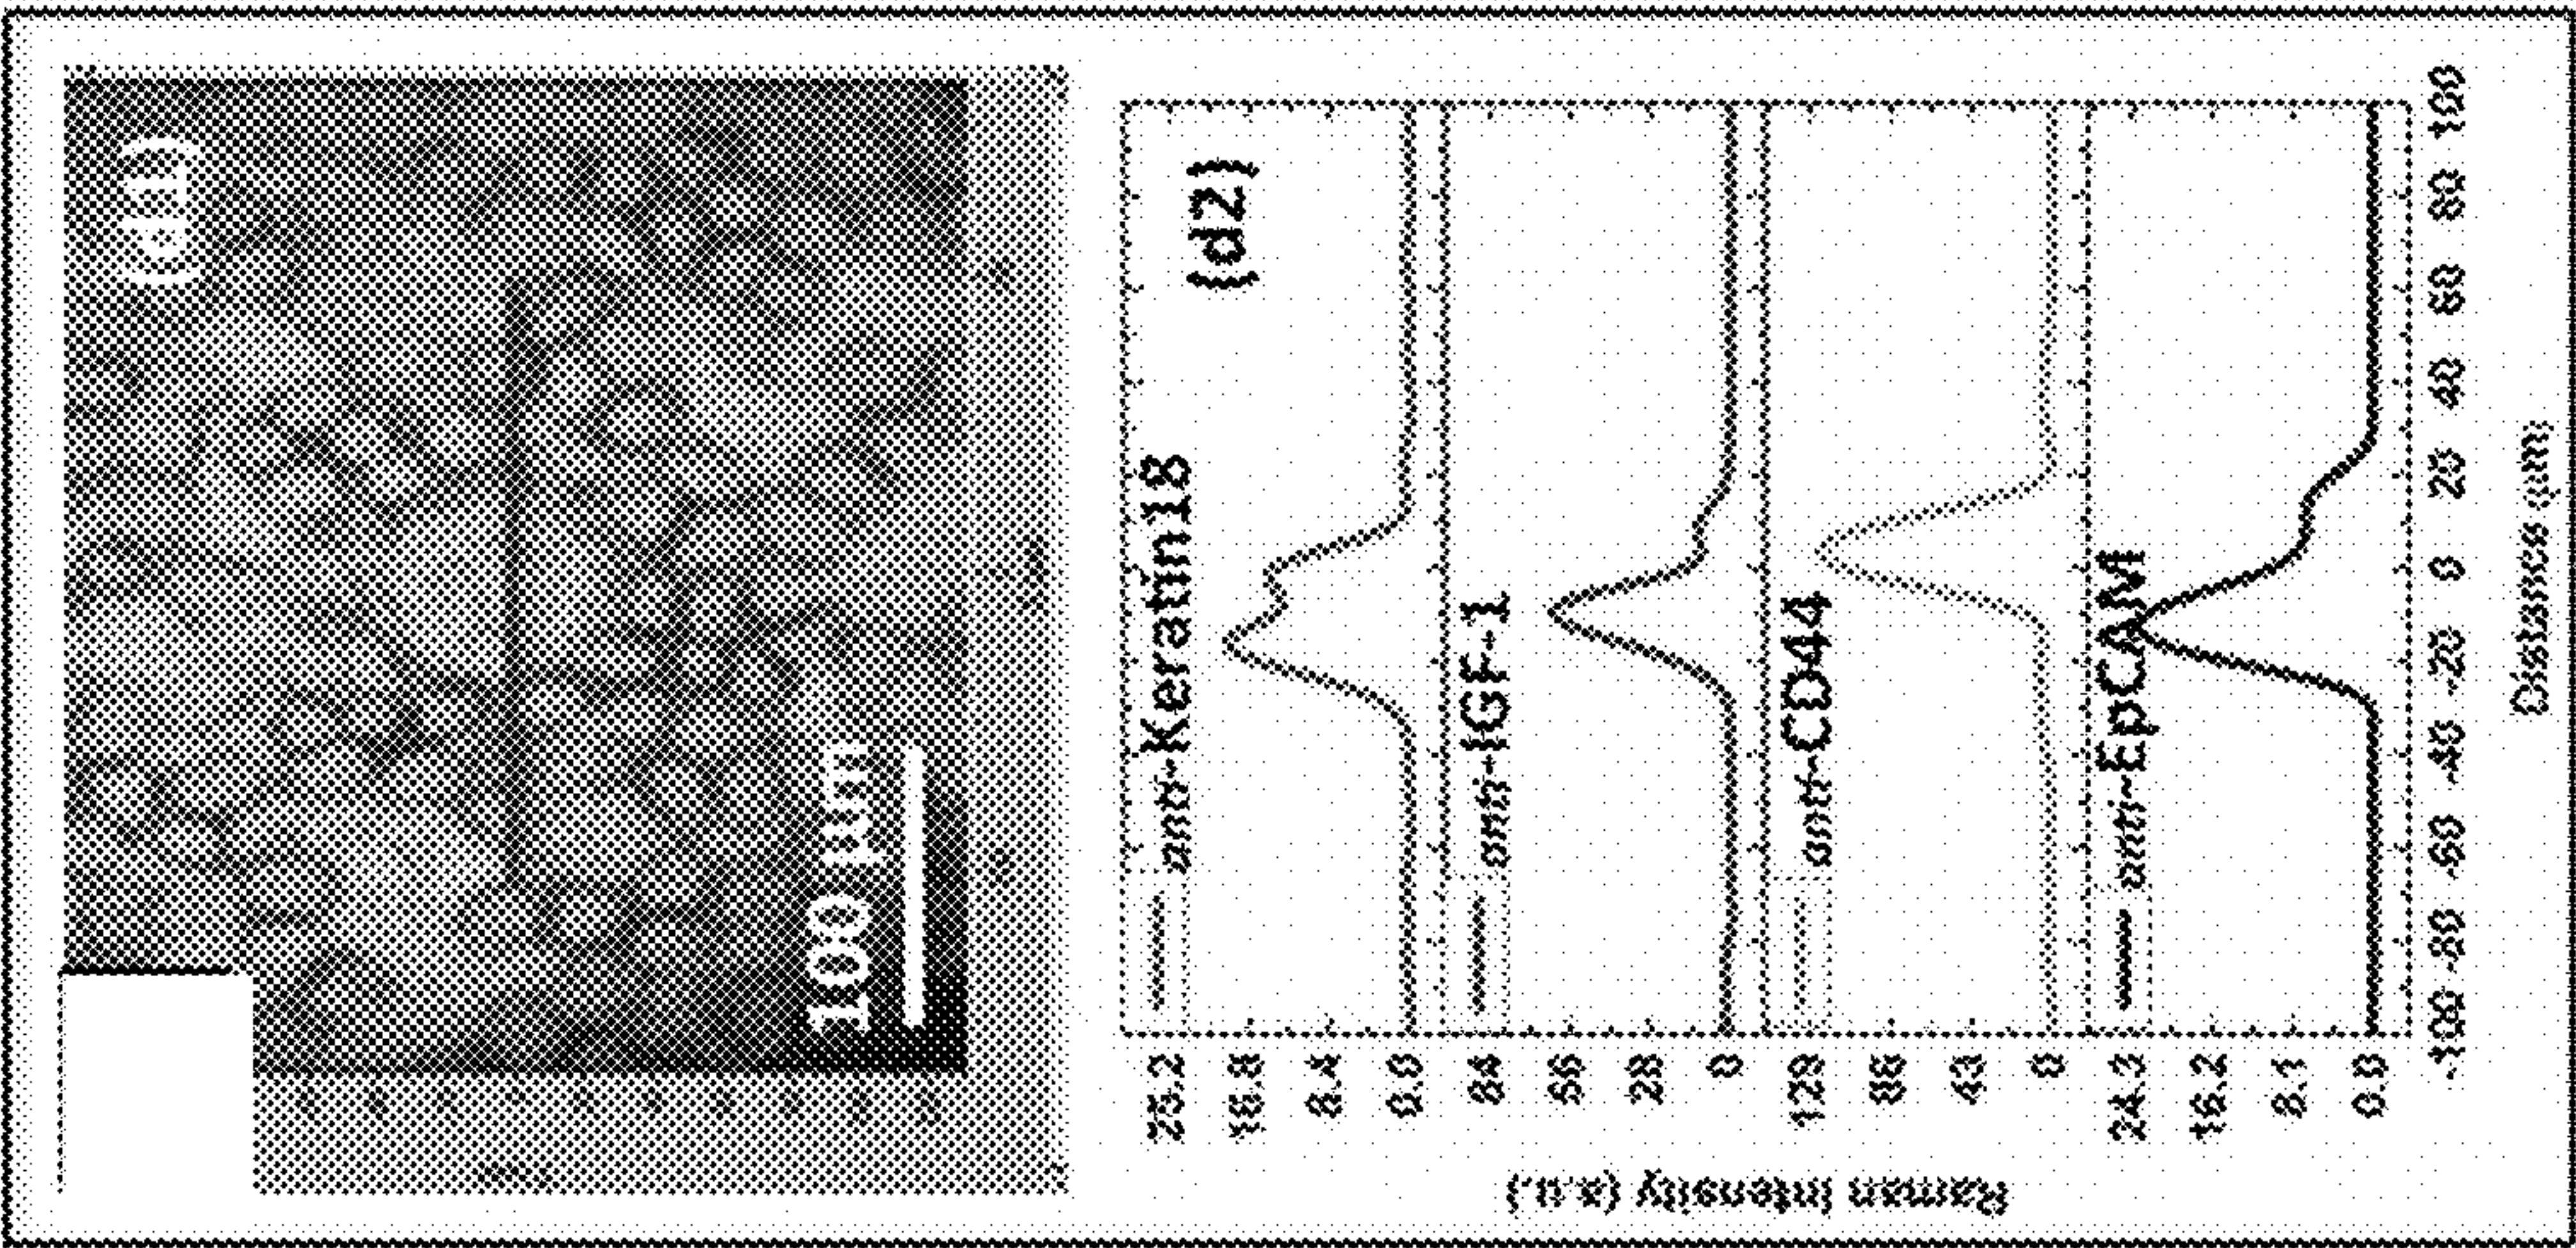 (d1)
100 μm
(d2)
anti-Keratin18
25.2
16.8
8.4
0.0
anti-IGF-1
84
56
28
0
anti-CD44
129
86
43
0
anti-EpCAM
24.3
16.2
8.1
0.0
-100 -80 -60 -40 -20 0 20 40 60 80 100
Distance μm
Raman intensity (a.u.)